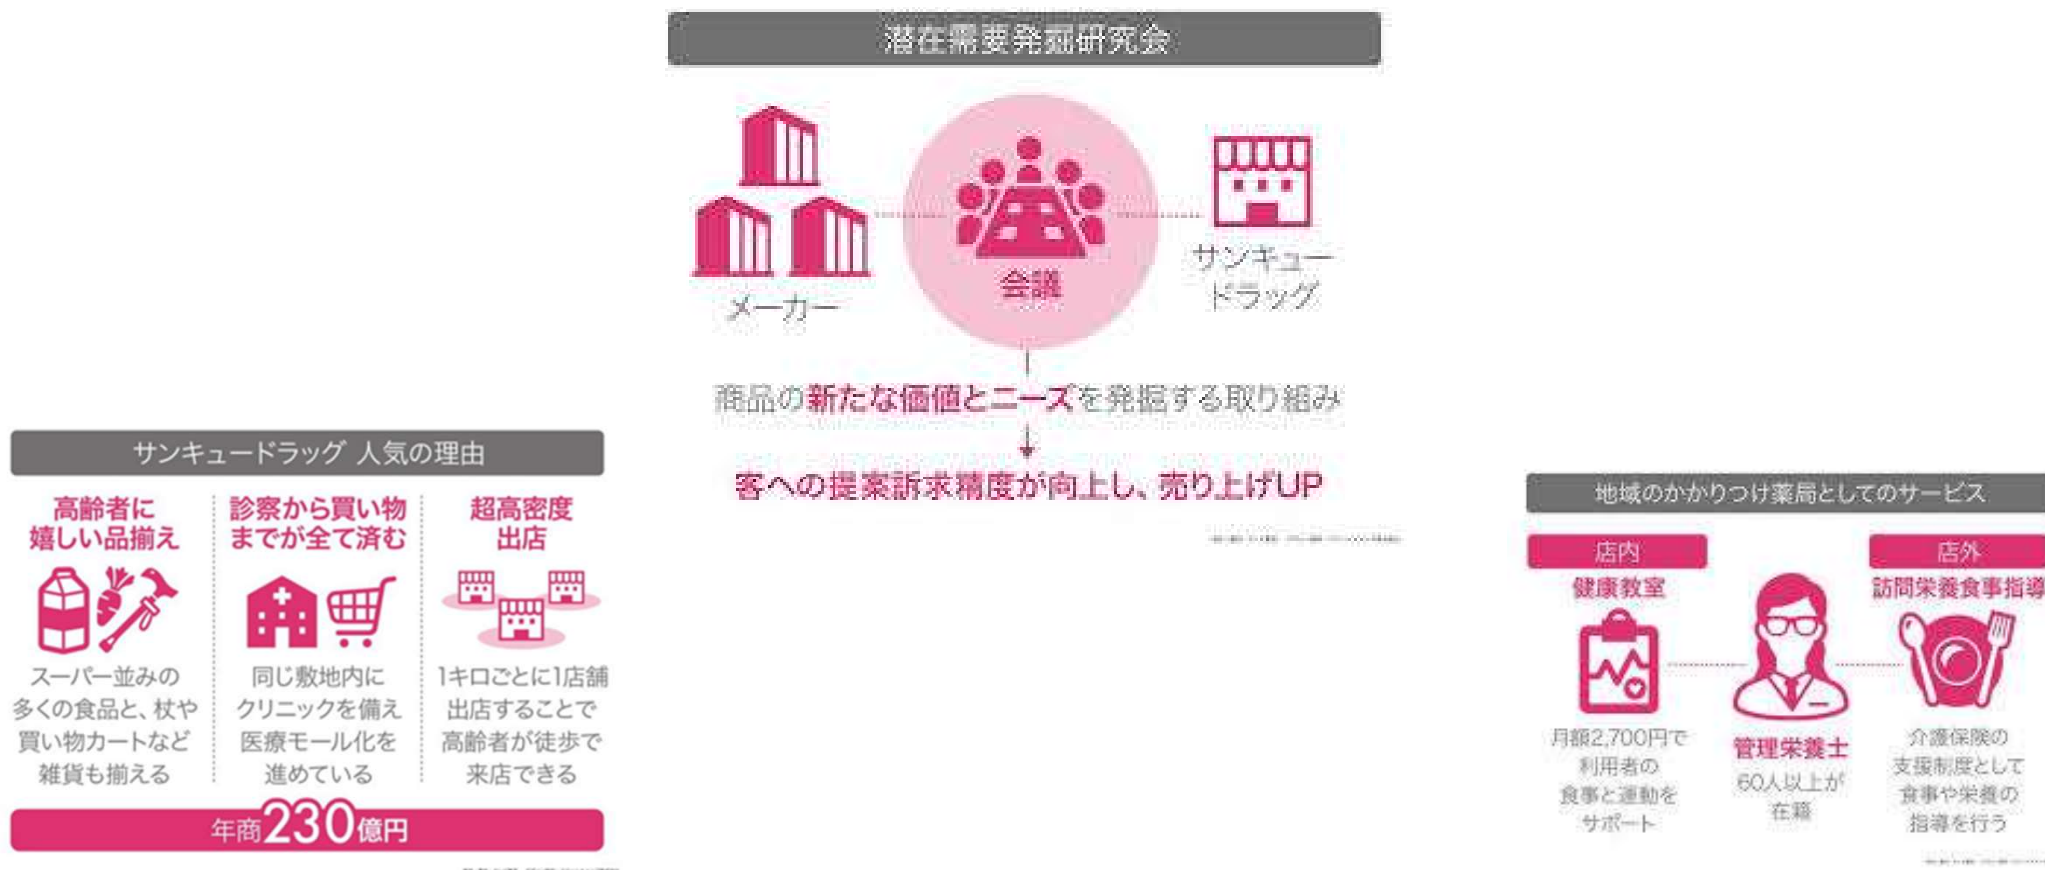 潜在需要発掘研究会
メーカー
会議
サンキュー
ドラッグ
商品の新たな価値とニーズを発掘する取り組み
客への提案訴求精度が向上し、売り上げUP
サンキュードラッグ 人気の理由
高齢者に
嬉しい品揃え
スーパー並みの
多くの食品と、杖や
買い物カートなど
雑貨も揃える
診察から買い物
までが全て済む
同じ敷地内に
クリニックを備え
医療モール化を
進めている
超高密度
出店
1キロごとに1店舗
出店することで
高齢者が徒歩で
来店できる
年商230億円
地域のかかりつけ薬局としてのサービス
店内
健康教室
月額2,700円で
利用者の
食事と運動を
サポート
管理栄養士
60人以上が
在籍
店外
訪問栄養食事指導
介護保険の
支援制度として
食事や栄養の
指導を行う